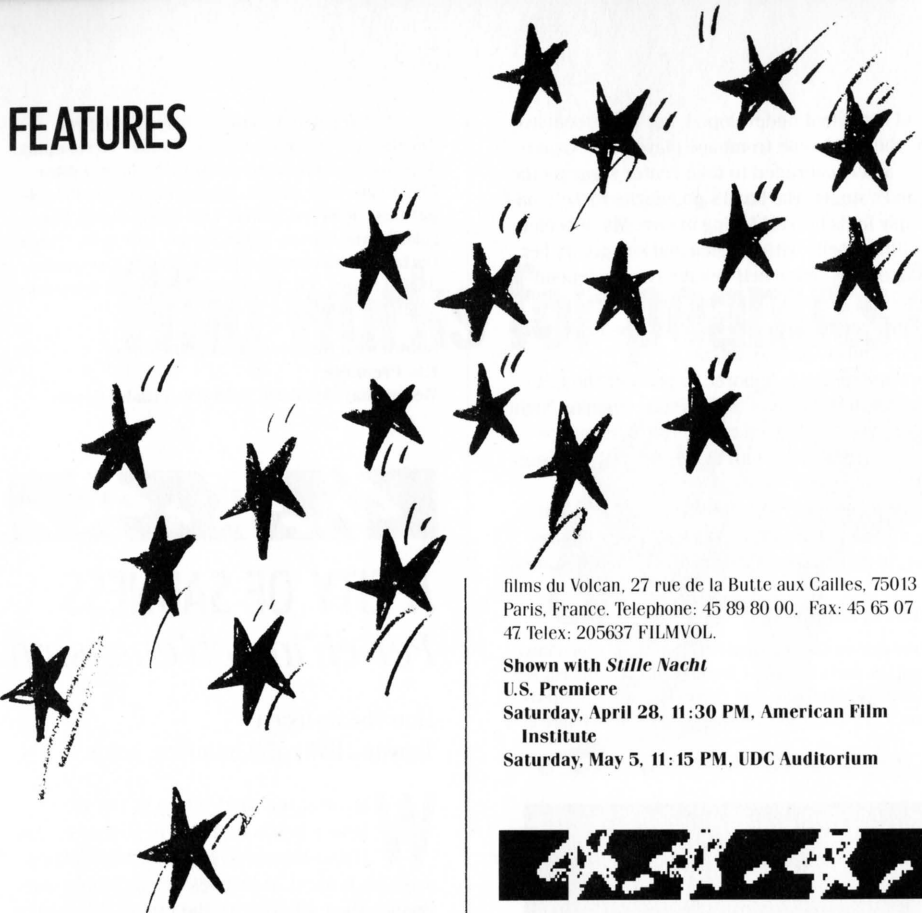 FEATURES
films du Volcan, 27 rue de la Butte aux Cailles, 75013
Paris, France. Telephone: 45 89 80 00. Fax: 45 65 07
47. Telex: 205637 FILMVOL.
Shown with Stille Nacht
U.S. Premiere
Saturday, April 28, 11:30 PM, American Film
Institute
Saturday, May 5, 11:15 PM, UDC Auditorium